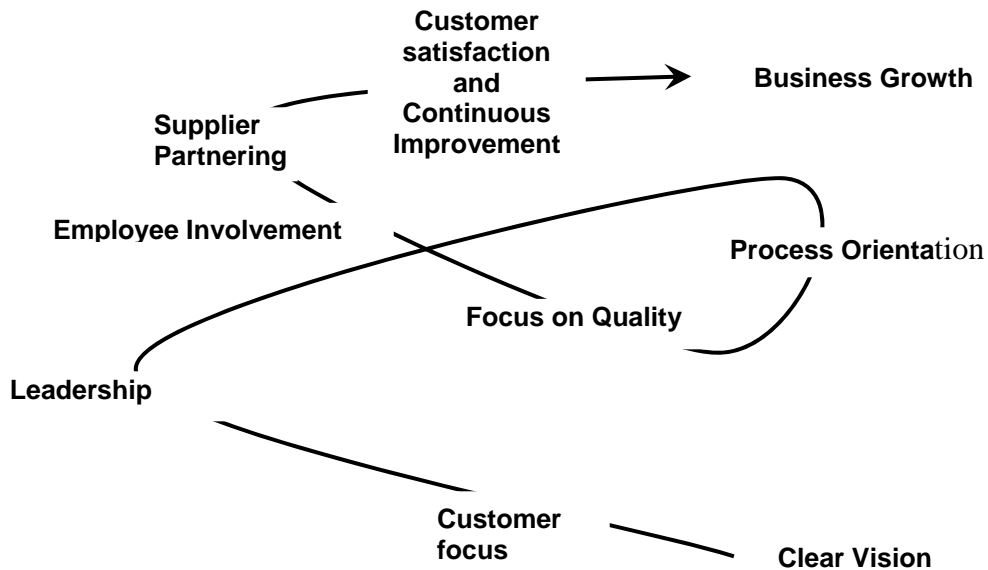 Customer
satisfaction
and
Continuous
Improvement
Business Growth
Supplier
Partnering
Employee Involvement
Process Orientation
Focus on Quality
Leadership
Customer
focus
Clear Vision